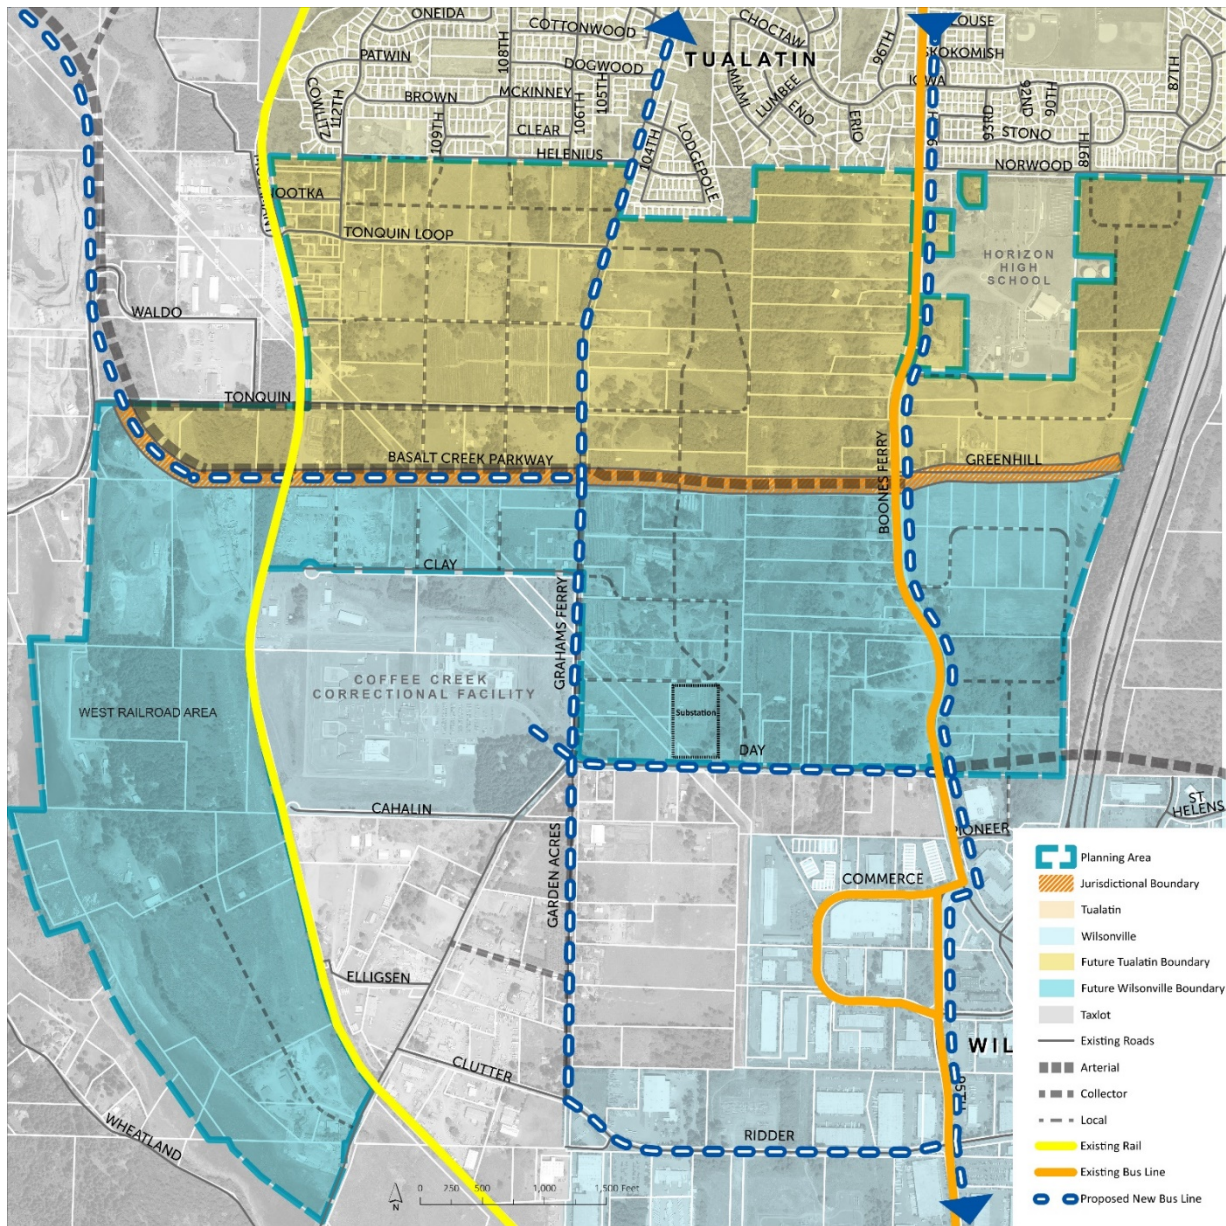 ONEIDA
COTTONWOOD
CHOCTAW
96TH
SKOKOMISH
PATWIN
108TH
DOGWOOD
TUALATIN
MIAMI
LUMBEE
ENO
ERIO
IOWA
92ND
90TH
87TH
COWLITZ
112TH
BROWN
MCKINNEY
106TH
105TH
93RD
STONO
89TH
109TH
CLEAR
104TH
LODGEPOLE
HELENIUS
NORWOOD
NOOTKA
TONQUIN LOOP
HORIZON
HIGH
SCHOOL
WALDO
TONQUIN
BASALT CREEK PARKWAY
GREENHILL
BOONES FERRY
CLAY
GRAHAMS FERRY
COFFEE CREEK
CORRECTIONAL FACILITY
WEST RAILROAD AREA
Substation
DAY
CAHALIN
ST
HELENS
PIONEER
GARDEN ACRES
COMMERCE
ELLIGSEN
CLUTTER
WIL
95TH
WHEATLAND
RIDDER
N
0 250 500 1,000 1,500 Feet
Planning Area
Jurisdictional Boundary
Tualatin
Wilsonville
Future Tualatin Boundary
Future Wilsonville Boundary
Taxlot
Existing Roads
Arterial
Collector
Local
Existing Rail
Existing Bus Line
Proposed New Bus Line